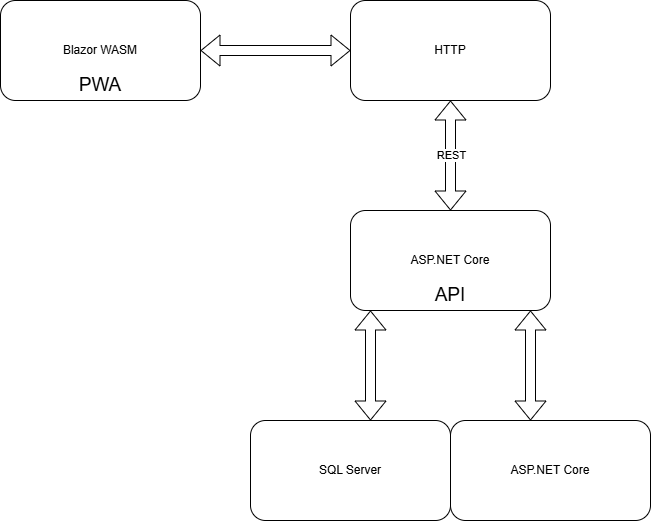 Blazor WASM
PWA
HTTP
REST
ASP.NET Core
API
SQL Server
ASP.NET Core